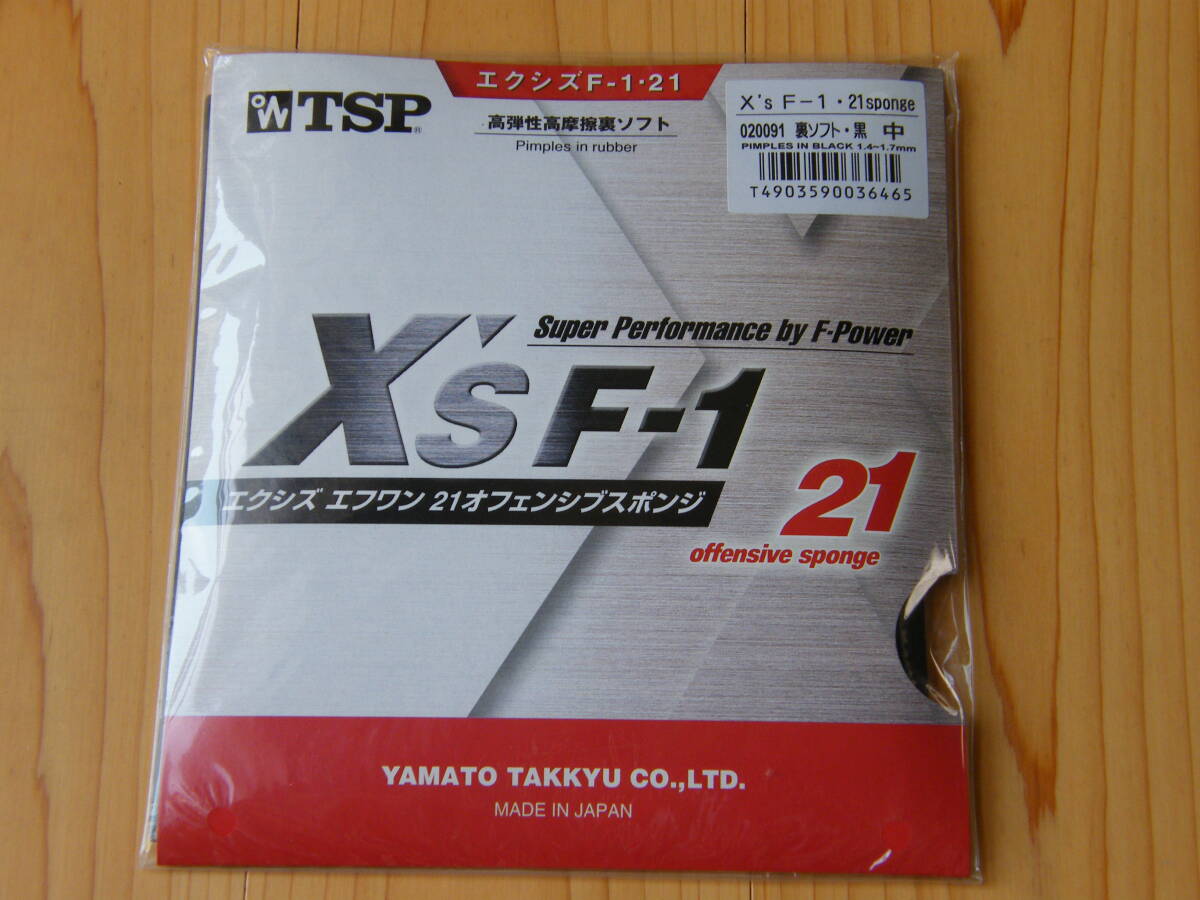 エクシズF-1・21
TSP®
高弾性高摩擦裏ソフト
Pimples in rubber
X's F-1・21sponge
020091 裏ソフト・黒 中
PIMPLES IN BLACK 1.4~1.7mm
T4903590036465
Super Performance by F-Power
X's F-1
エクシズ エフワン 21オフェンシブスポンジ
21
offensive sponge
YAMATO TAKKYU CO.,LTD.
MADE IN JAPAN